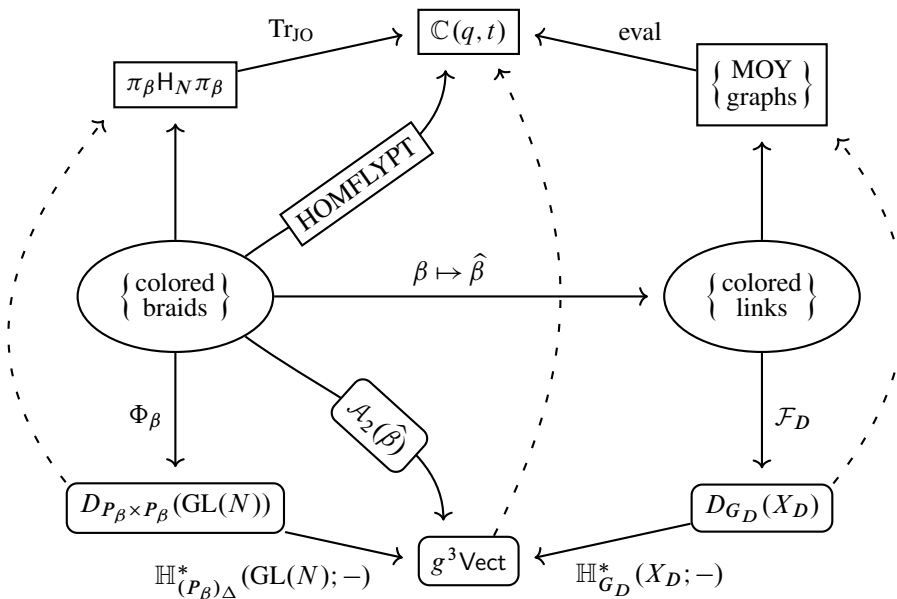 Tr_JO
ℂ(q, t)
eval
π_β H_N π_β
{ MOY
graphs }
HOMFLYPT
{ colored
braids }
β ↦ β̂
{ colored
links }
Φ_β
𝒜₂(β̂)
ℱ_D
D_{P_β×P_β}(GL(N))
g³Vect
D_{G_D}(X_D)
ℍ*_{(P_β)_Δ}(GL(N); −)
ℍ*_{G_D}(X_D; −)